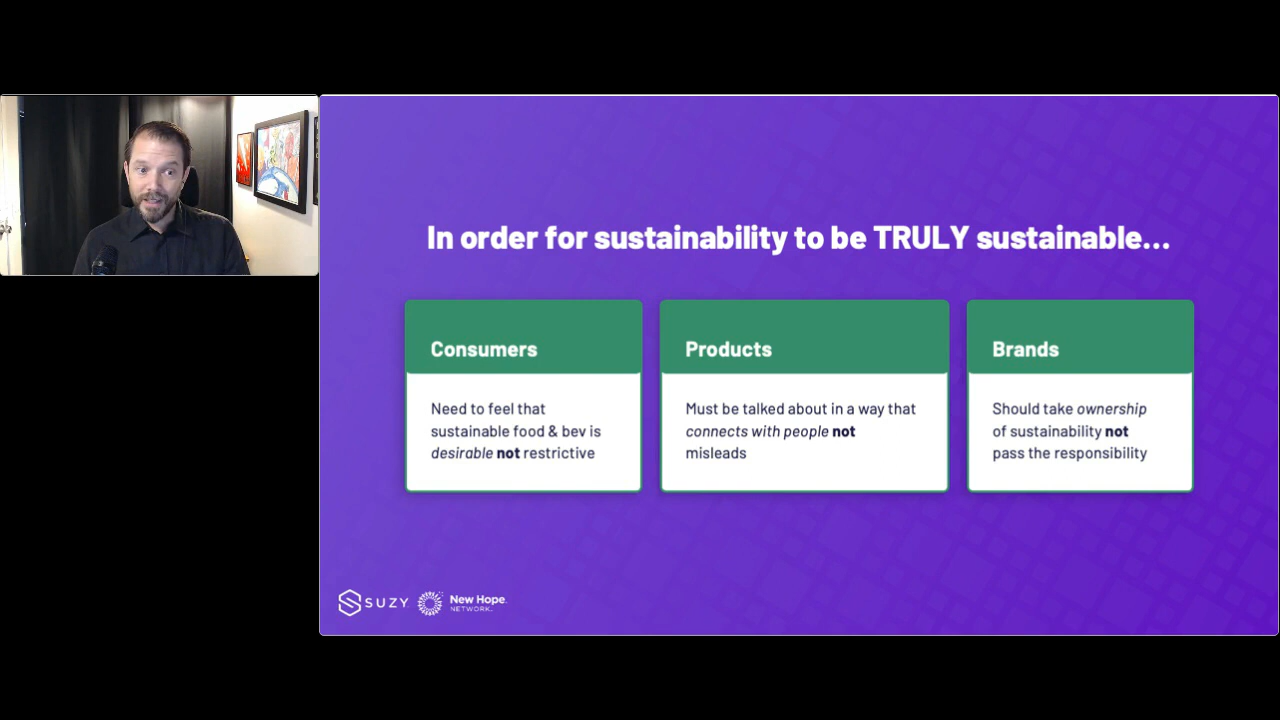 In order for sustainability to be TRULY sustainable...
Consumers
Need to feel that
sustainable food & bev is
desirable not restrictive
Products
Must be talked about in a way that
connects with people not
misleads
Brands
Should take ownership
of sustainability not
pass the responsibility
SUZY
New Hope
NETWORK